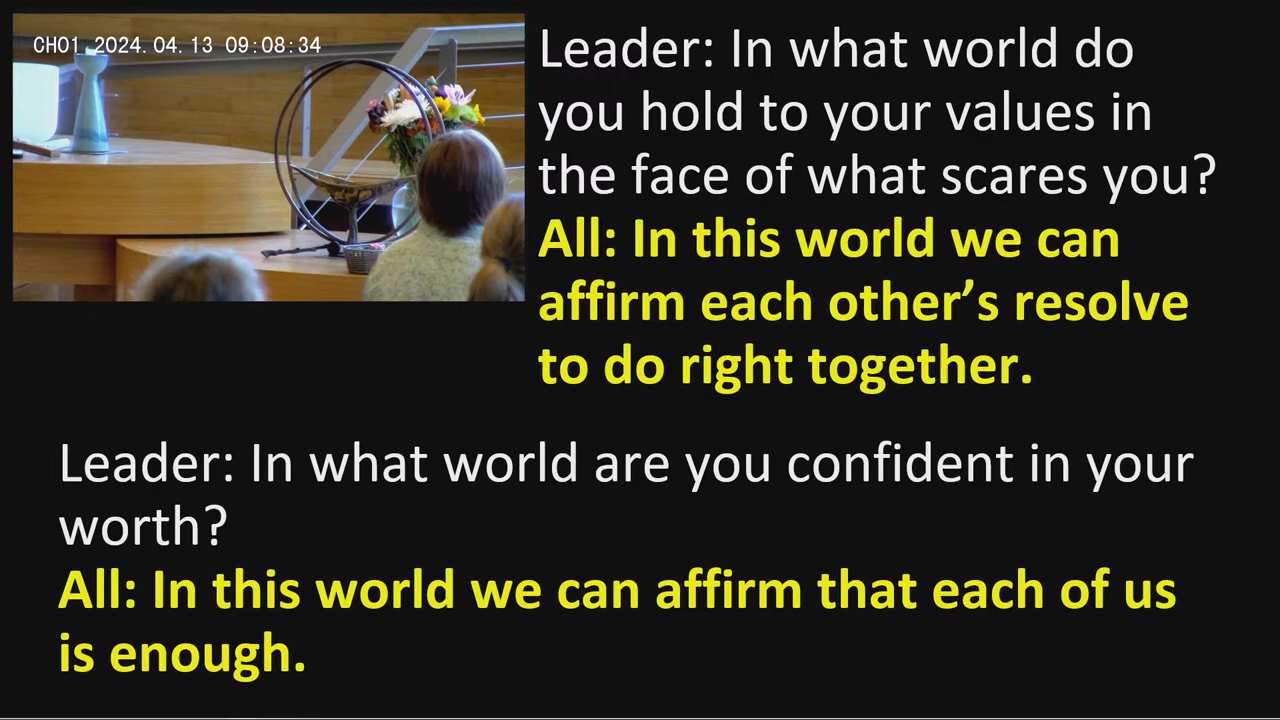 CH01 2024.04.13 09:08:34
Leader: In what world do
you hold to your values in
the face of what scares you?
All: In this world we can
affirm each other’s resolve
to do right together.
Leader: In what world are you confident in your
worth?
All: In this world we can affirm that each of us
is enough.